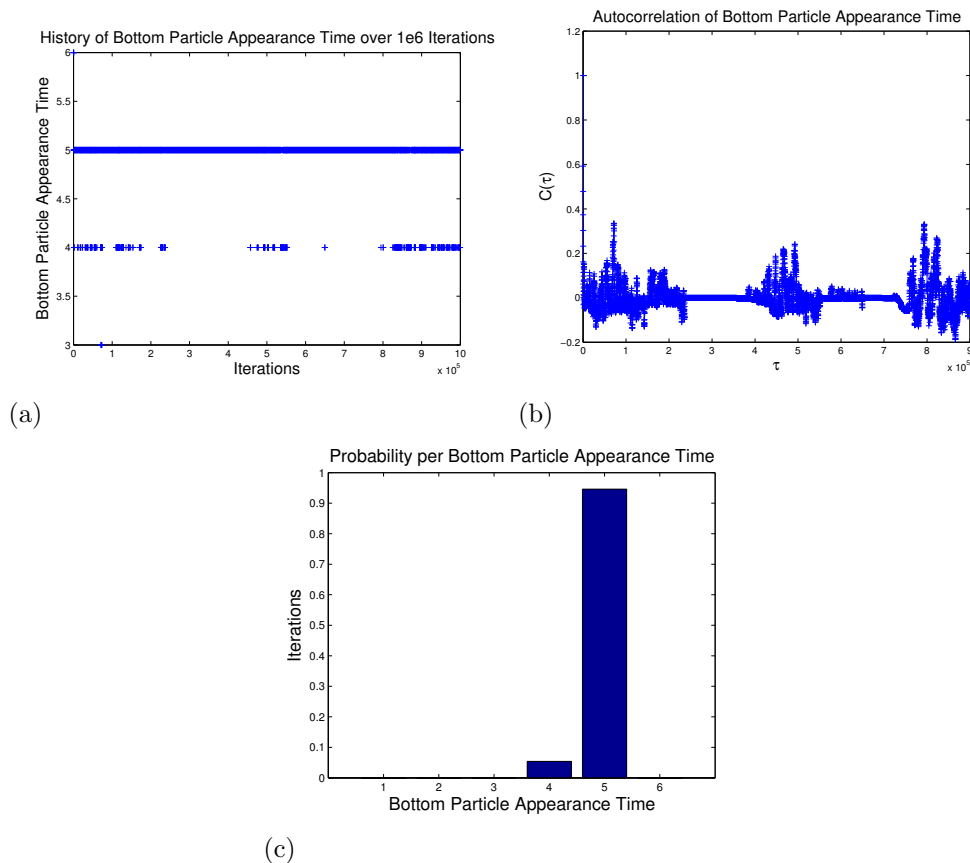 History of Bottom Particle Appearance Time over 1e6 Iterations
6
5.5
5
4.5
4
3.5
3
Bottom Particle Appearance Time
0 1 2 3 4 5 6 7 8 9 10
x 10^5
Iterations
(a)
Autocorrelation of Bottom Particle Appearance Time
1.2
1
0.8
0.6
0.4
0.2
0
−0.2
C(τ)
0 1 2 3 4 5 6 7 8 9
x 10^5
τ
(b)
Probability per Bottom Particle Appearance Time
1
0.9
0.8
0.7
0.6
0.5
0.4
0.3
0.2
0.1
0
Iterations
1 2 3 4 5 6
Bottom Particle Appearance Time
(c)